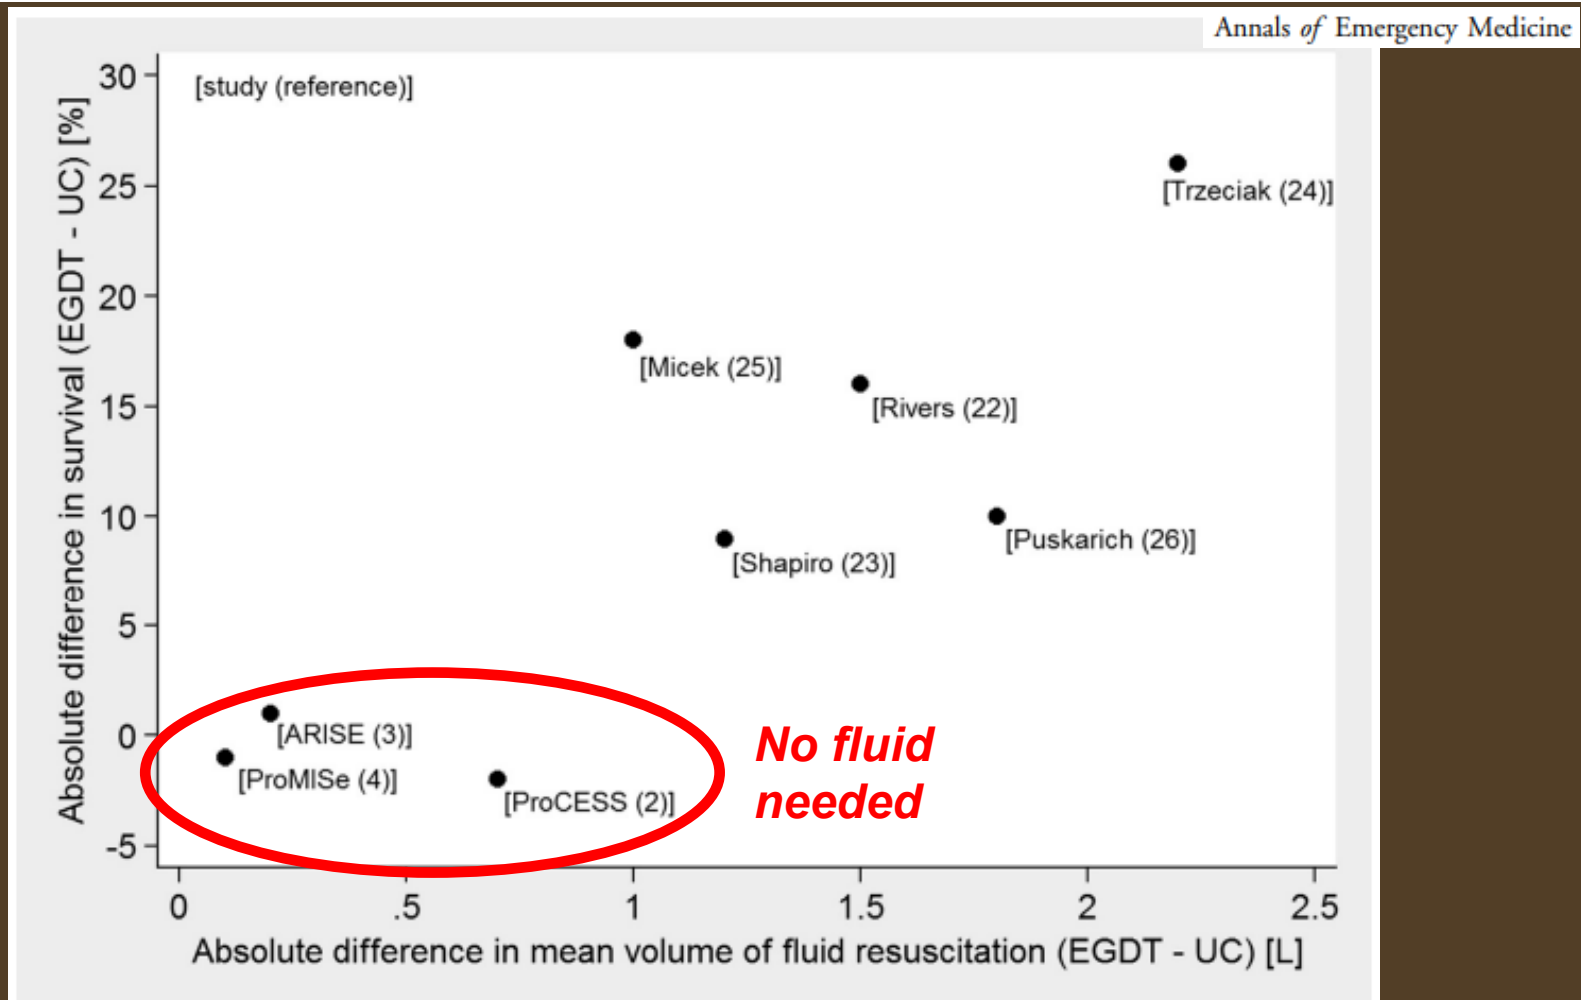 Annals of Emergency Medicine
[study (reference)]
Absolute difference in survival (EGDT - UC) [%]
30
25
20
15
10
5
0
-5
[Trzeciak (24)]
[Micek (25)]
[Rivers (22)]
[Puskarich (26)]
[Shapiro (23)]
[ARISE (3)]
[ProMISe (4)]
[ProCESS (2)]
No fluid
needed
0 .5 1 1.5 2 2.5
Absolute difference in mean volume of fluid resuscitation (EGDT - UC) [L]